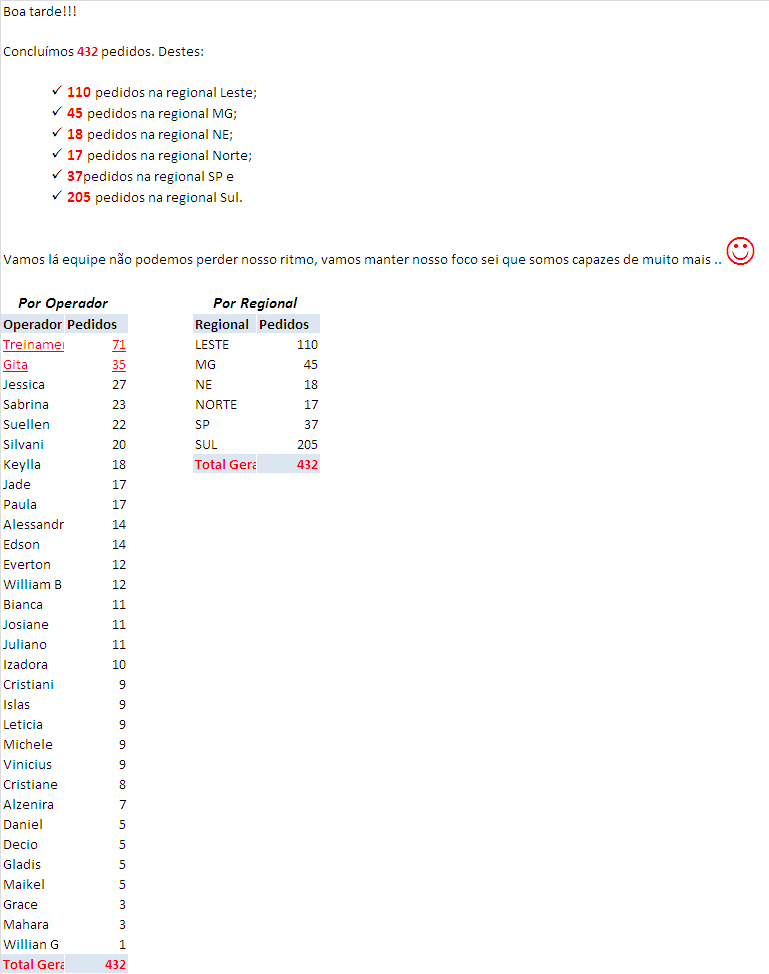 Boa tarde!!!
Concluímos 432 pedidos. Destes:
✓ 110 pedidos na regional Leste;
✓ 45 pedidos na regional MG;
✓ 18 pedidos na regional NE;
✓ 17 pedidos na regional Norte;
✓ 37pedidos na regional SP e
✓ 205 pedidos na regional Sul.
Vamos lá equipe não podemos perder nosso ritmo, vamos manter nosso foco sei que somos capazes de muito mais ..
Por Operador
Operador Pedidos
Treinamer 71
Gita 35
Jessica 27
Sabrina 23
Suellen 22
Silvani 20
Keylla 18
Jade 17
Paula 17
Alessandr 14
Edson 14
Everton 12
William B 12
Bianca 11
Josiane 11
Juliano 11
Izadora 10
Cristiani 9
Islas 9
Leticia 9
Michele 9
Vinicius 9
Cristiane 8
Alzenira 7
Daniel 5
Decio 5
Gladis 5
Maikel 5
Grace 3
Mahara 3
Willian G 1
Total Gera 432
Por Regional
Regional Pedidos
LESTE 110
MG 45
NE 18
NORTE 17
SP 37
SUL 205
Total Gera 432